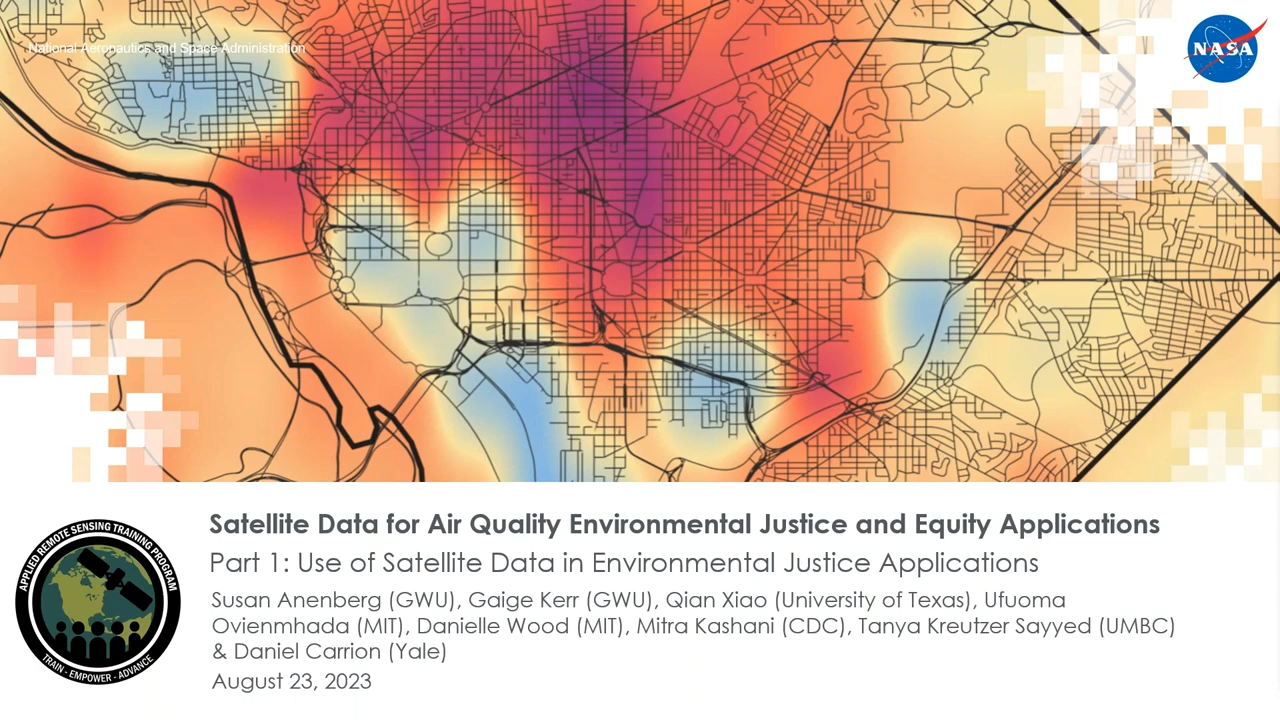 National Aeronautics and Space Administration
NASA
Satellite Data for Air Quality Environmental Justice and Equity Applications
Part 1: Use of Satellite Data in Environmental Justice Applications
Susan Anenberg (GWU), Gaige Kerr (GWU), Qian Xiao (University of Texas), Ufuoma
Ovienmhada (MIT), Danielle Wood (MIT), Mitra Kashani (CDC), Tanya Kreutzer Sayyed (UMBC)
& Daniel Carrion (Yale)
August 23, 2023
APPLIED REMOTE SENSING TRAINING PROGRAM
TRAIN - EMPOWER - ADVANCE